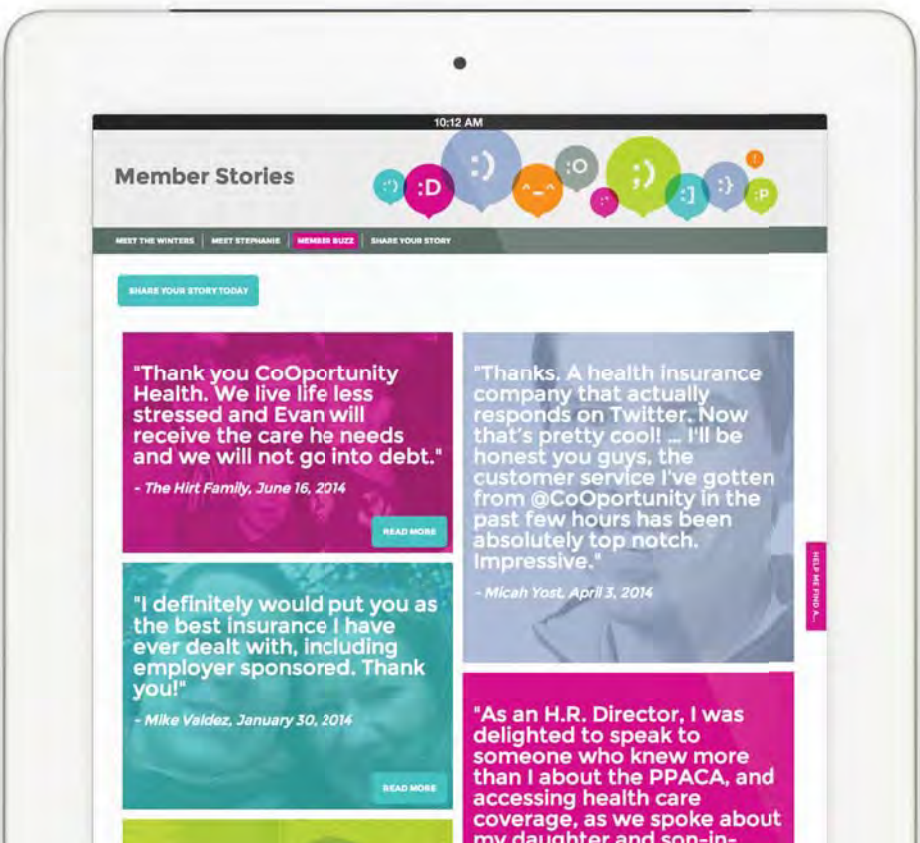 10:12 AM
Member Stories
:')
:D
:)
^_^
:O
:*
;)
:]
:}
!
:P
MEET THE WINTERS
MEET STEPHANIE
MEMBER BUZZ
SHARE YOUR STORY
SHARE YOUR STORY TODAY
"Thank you CoOportunity
Health. We live life less
stressed and Evan will
receive the care he needs
and we will not go into debt."
- The Hirt Family, June 16, 2014
READ MORE
"I definitely would put you as
the best insurance I have
ever dealt with, including
employer sponsored. Thank
you!"
- Mike Valdez, January 30, 2014
READ MORE
"Thanks. A health insurance
company that actually
responds on Twitter. Now
that's pretty cool! ... I'll be
honest you guys, the
customer service I've gotten
from @CoOportunity in the
past few hours has been
absolutely top notch.
Impressive."
- Micah Yost, April 3, 2014
HELP ME FIND A...
"As an H.R. Director, I was
delighted to speak to
someone who knew more
than I about the PPACA, and
accessing health care
coverage, as we spoke about
my daughter and son-in-